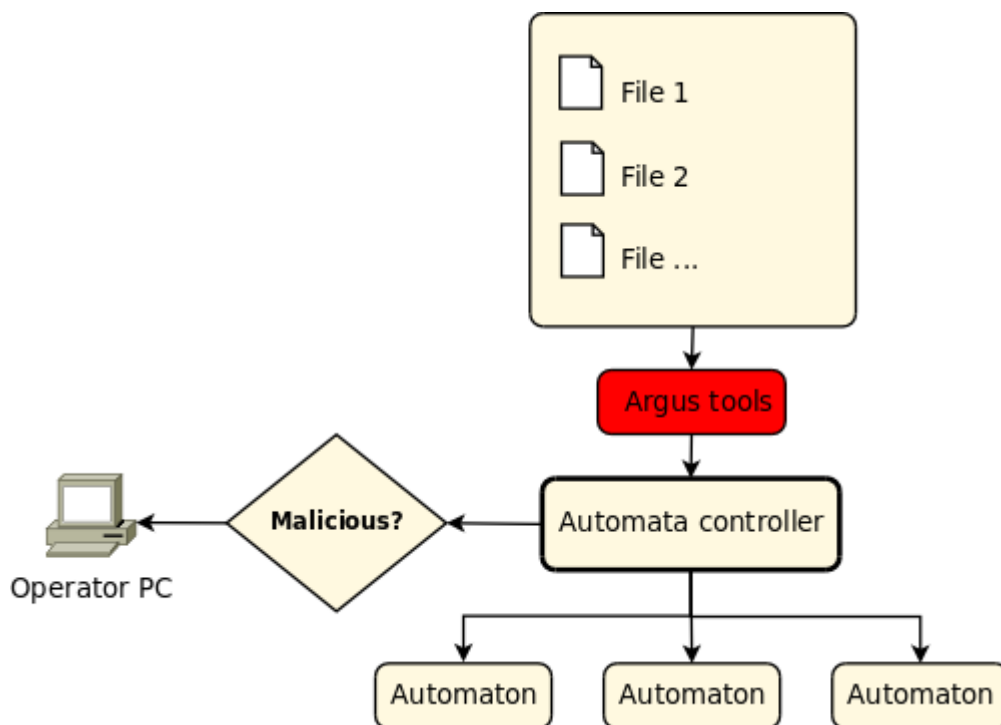 File 1
File 2
File ...
Argus tools
Automata controller
Malicious?
Operator PC
Automaton
Automaton
Automaton